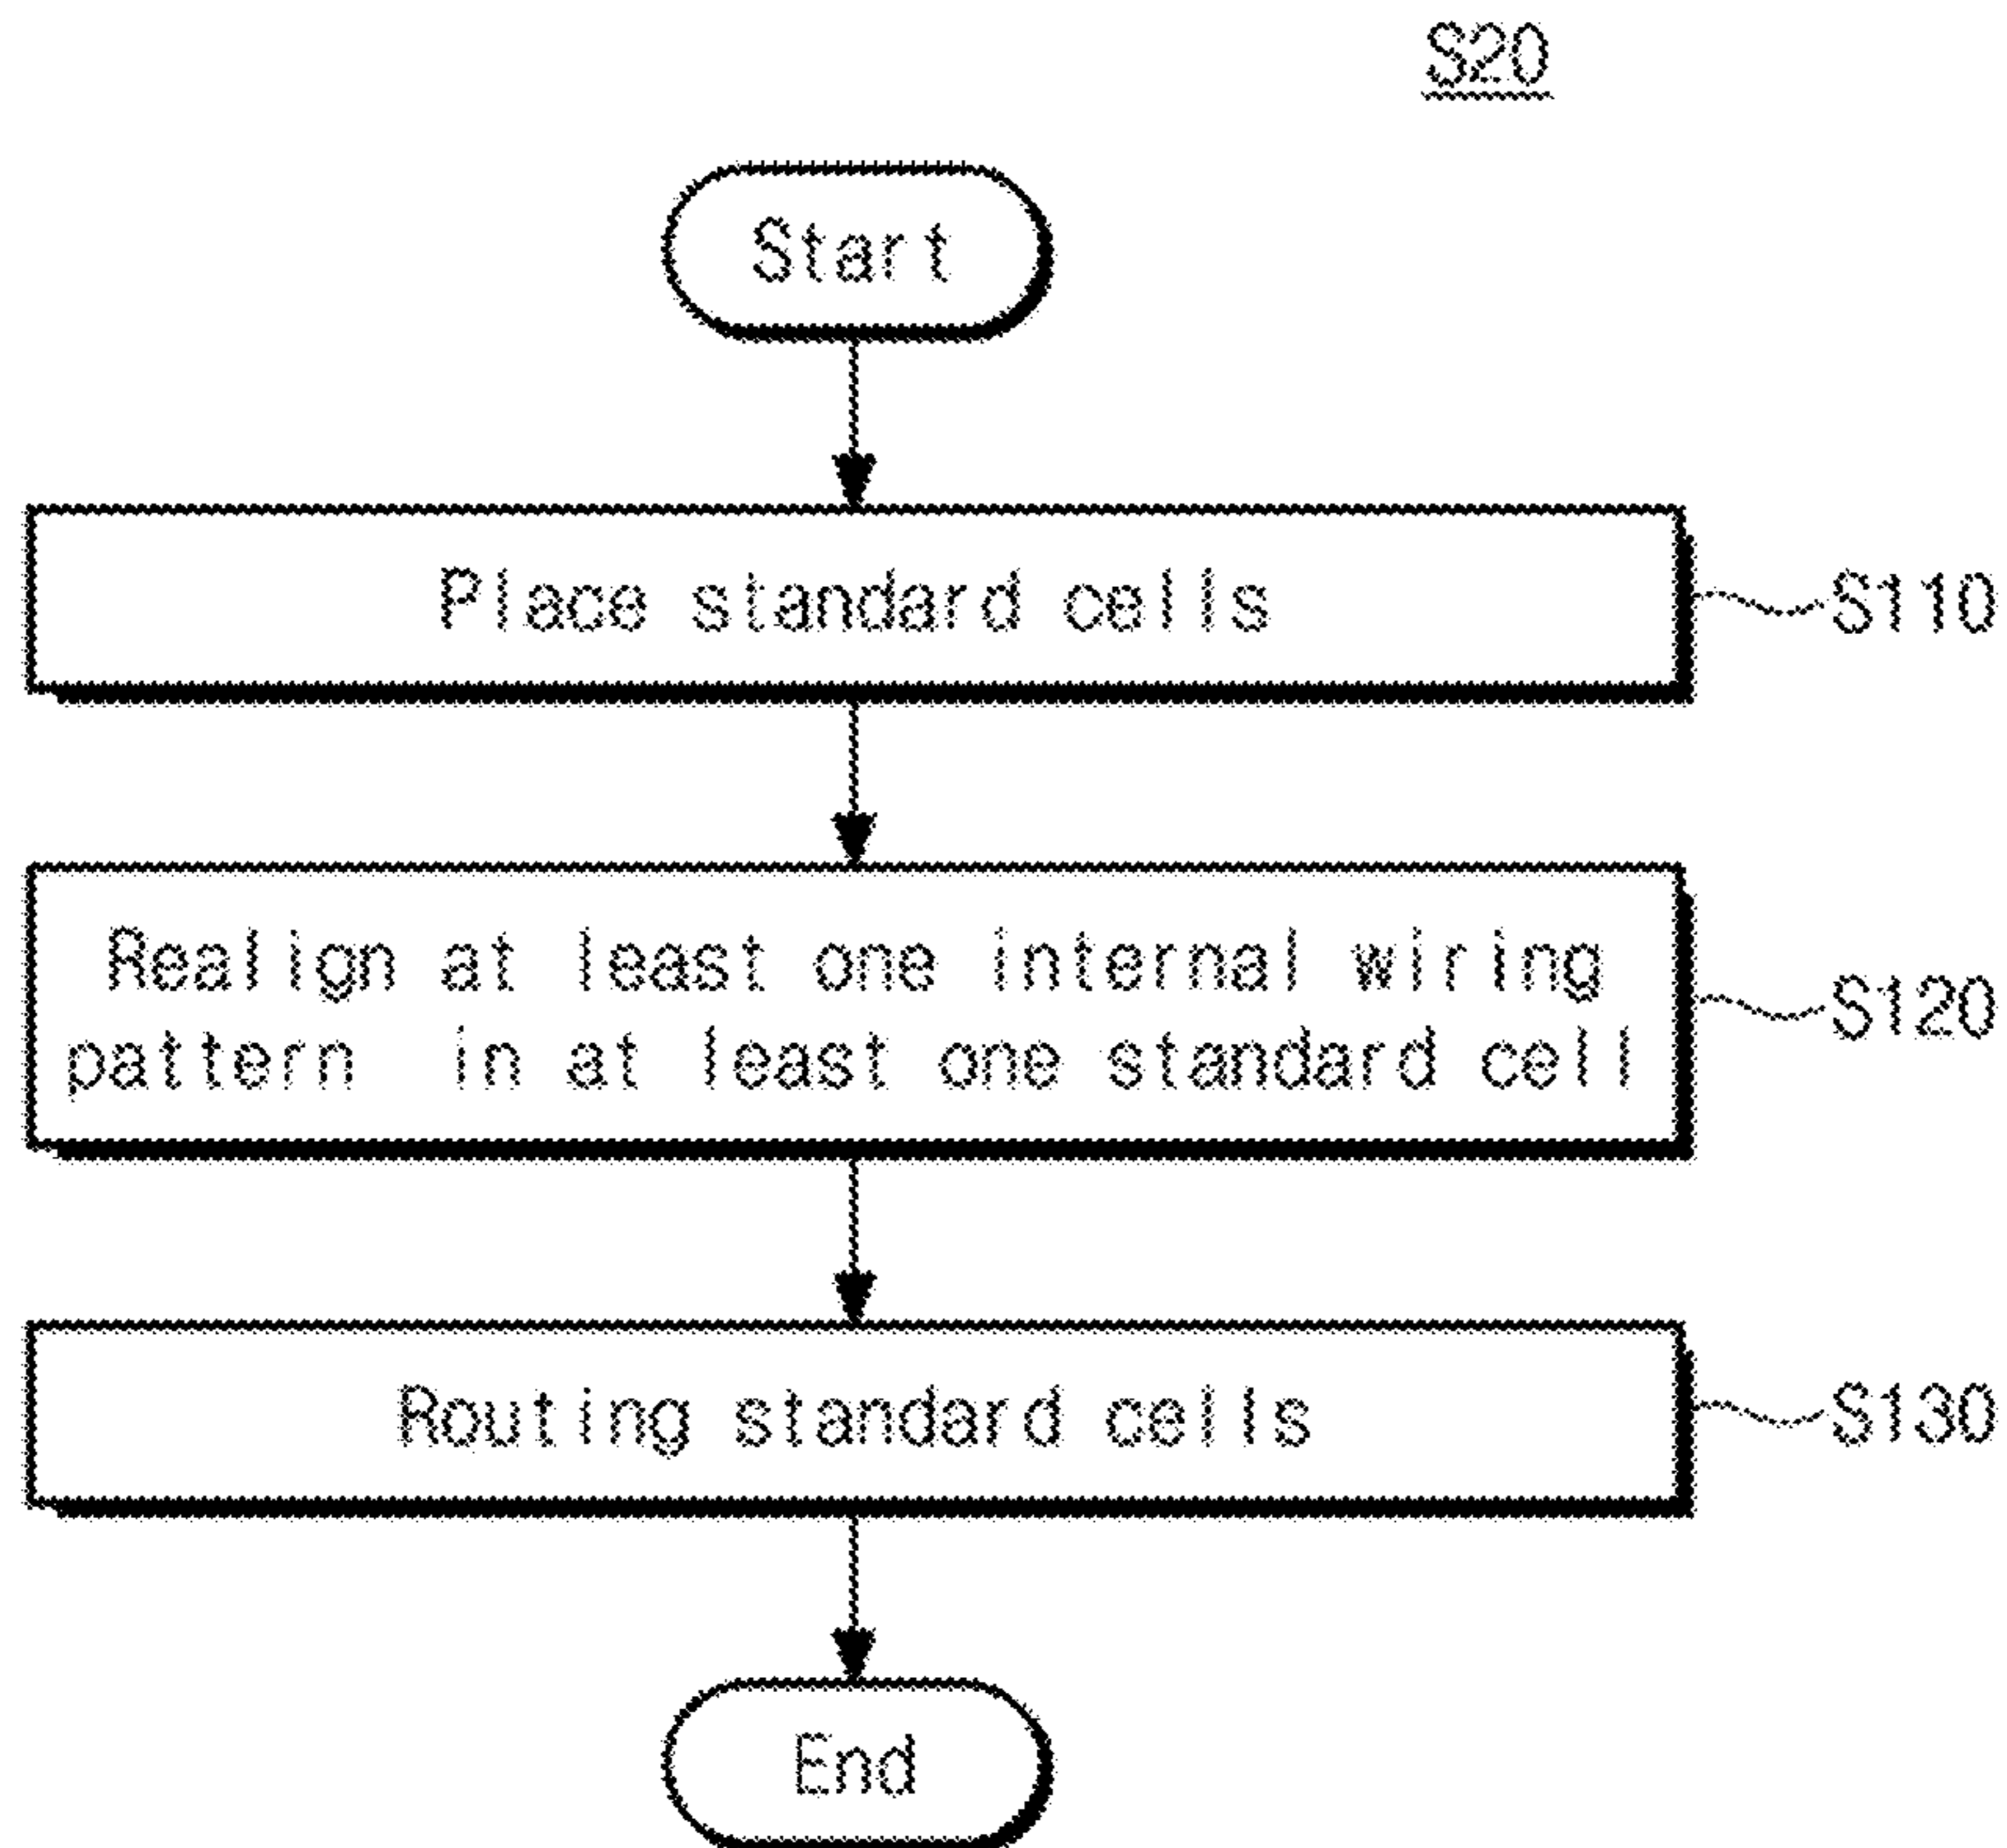 S20
Start
Place standard cells
S110
Realign at least one internal wiring
pattern in at least one standard cell
S120
Routing standard cells
S130
End